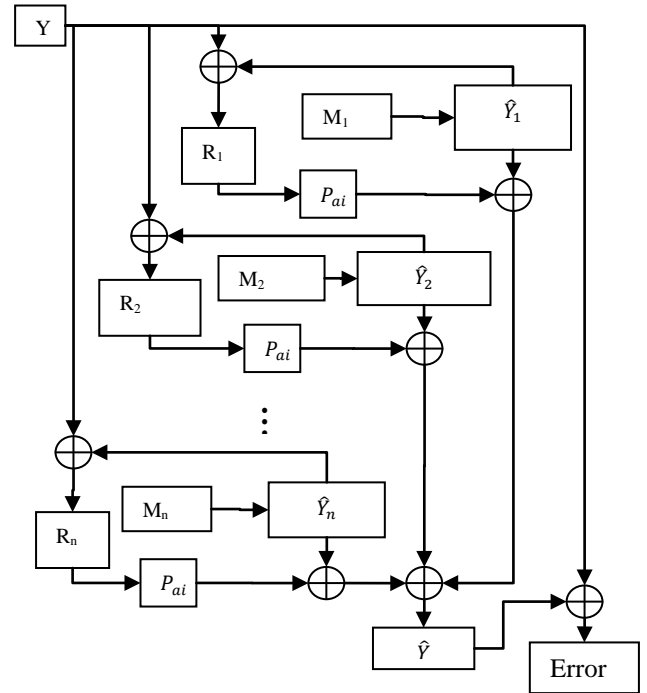 Y
M₁
Ŷ₁
R₁
Pₐᵢ
M₂
Ŷ₂
R₂
Pₐᵢ
⋮
Mₙ
Ŷₙ
Rₙ
Pₐᵢ
Ŷ
Error